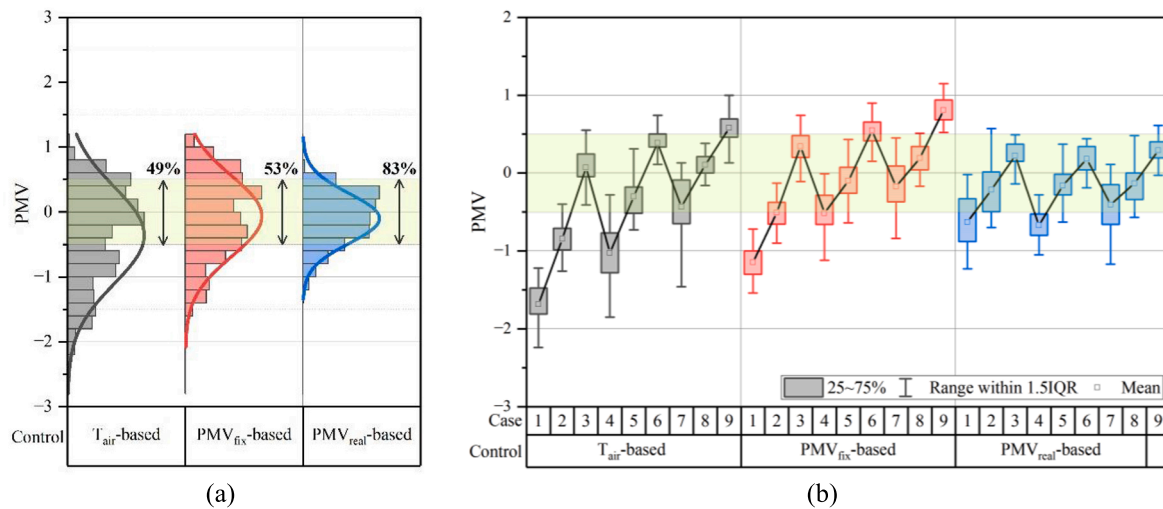 3
2
1
0
−1
−2
−3
PMV
49%
53%
83%
Control
Tair-based
PMVfix-based
PMVreal-based
(a)
2
1
0
−1
−2
−3
PMV
25~75%
Range within 1.5IQR
Mean
Case 1 2 3 4 5 6 7 8 9 1 2 3 4 5 6 7 8 9 1 2 3 4 5 6 7 8 9
Control
Tair-based
PMVfix-based
PMVreal-based
(b)